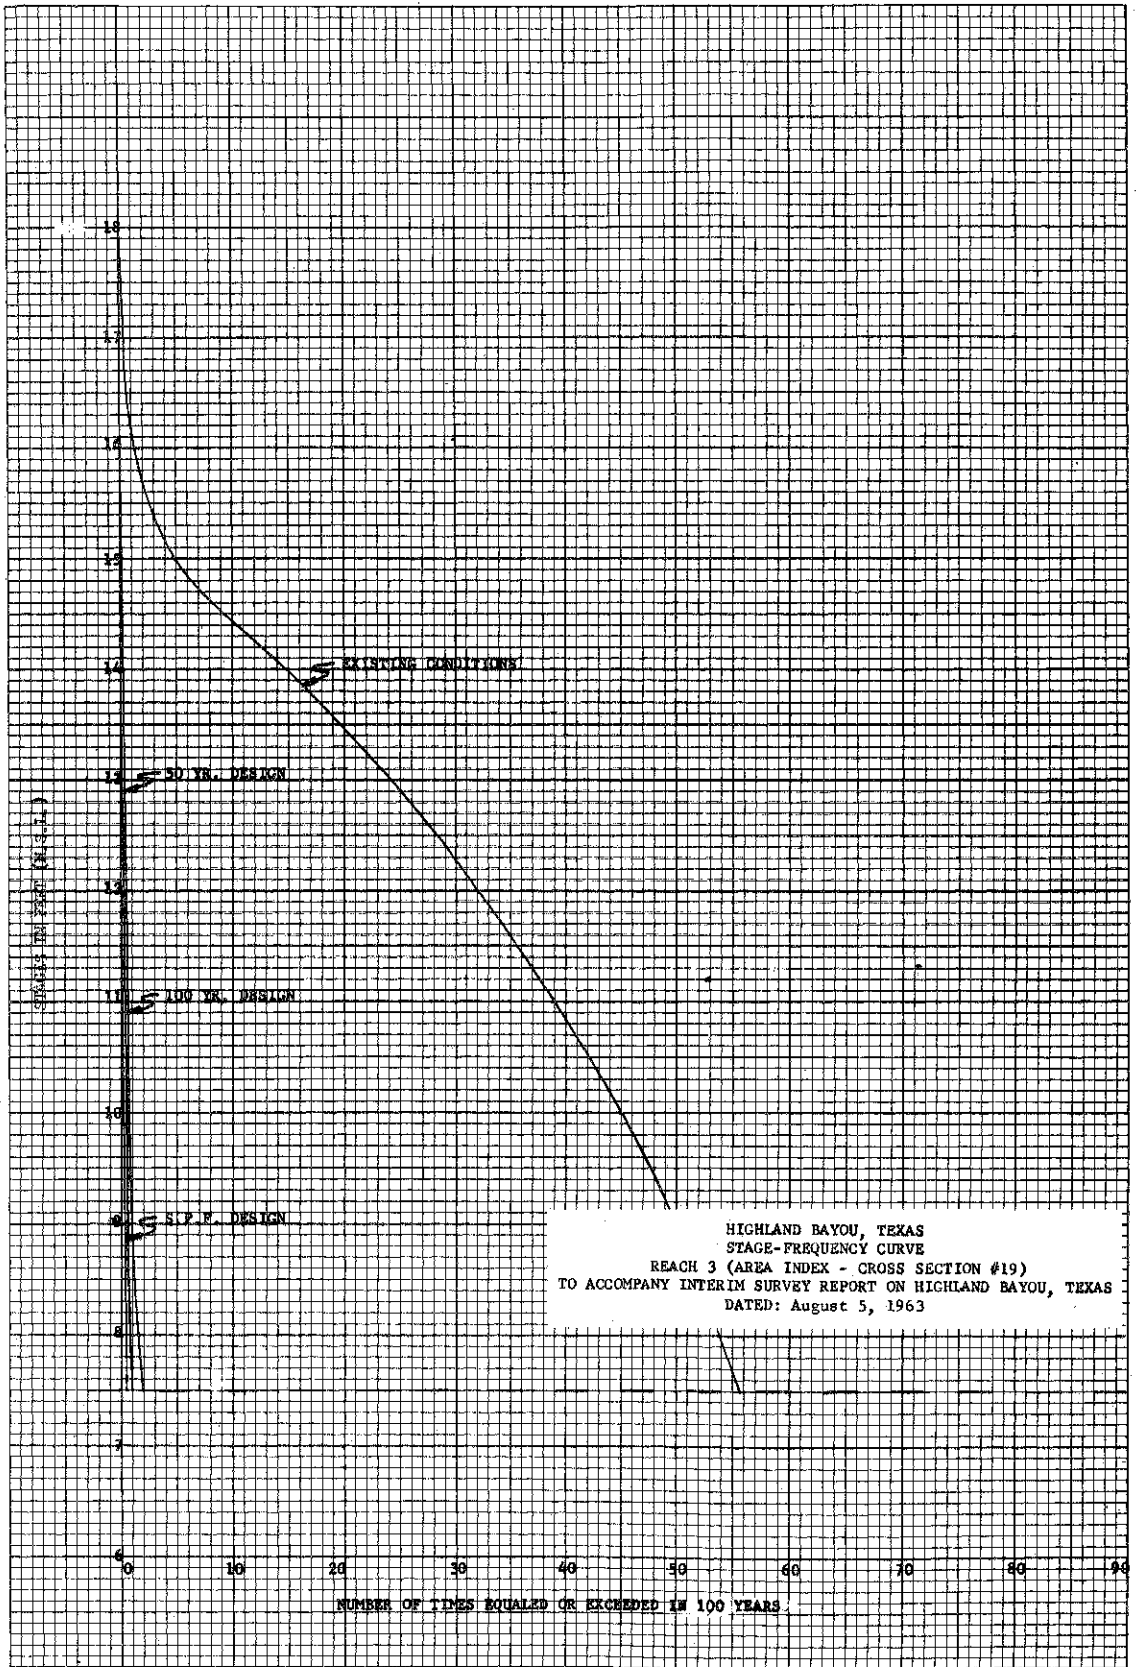 18
17
16
15
14
EXISTING CONDITIONS
13
50 YR. DESIGN
STAGES IN FEET (M.S.L.)
12
11
100 YR. DESIGN
10
9
S.P.F. DESIGN
HIGHLAND BAYOU, TEXAS
STAGE-FREQUENCY CURVE
REACH 3 (AREA INDEX - CROSS SECTION #19)
TO ACCOMPANY INTERIM SURVEY REPORT ON HIGHLAND BAYOU, TEXAS
DATED: August 5, 1963
8
7
6
0 10 20 30 40 50 60 70 80 90
NUMBER OF TIMES EQUALED OR EXCEEDED IN 100 YEARS